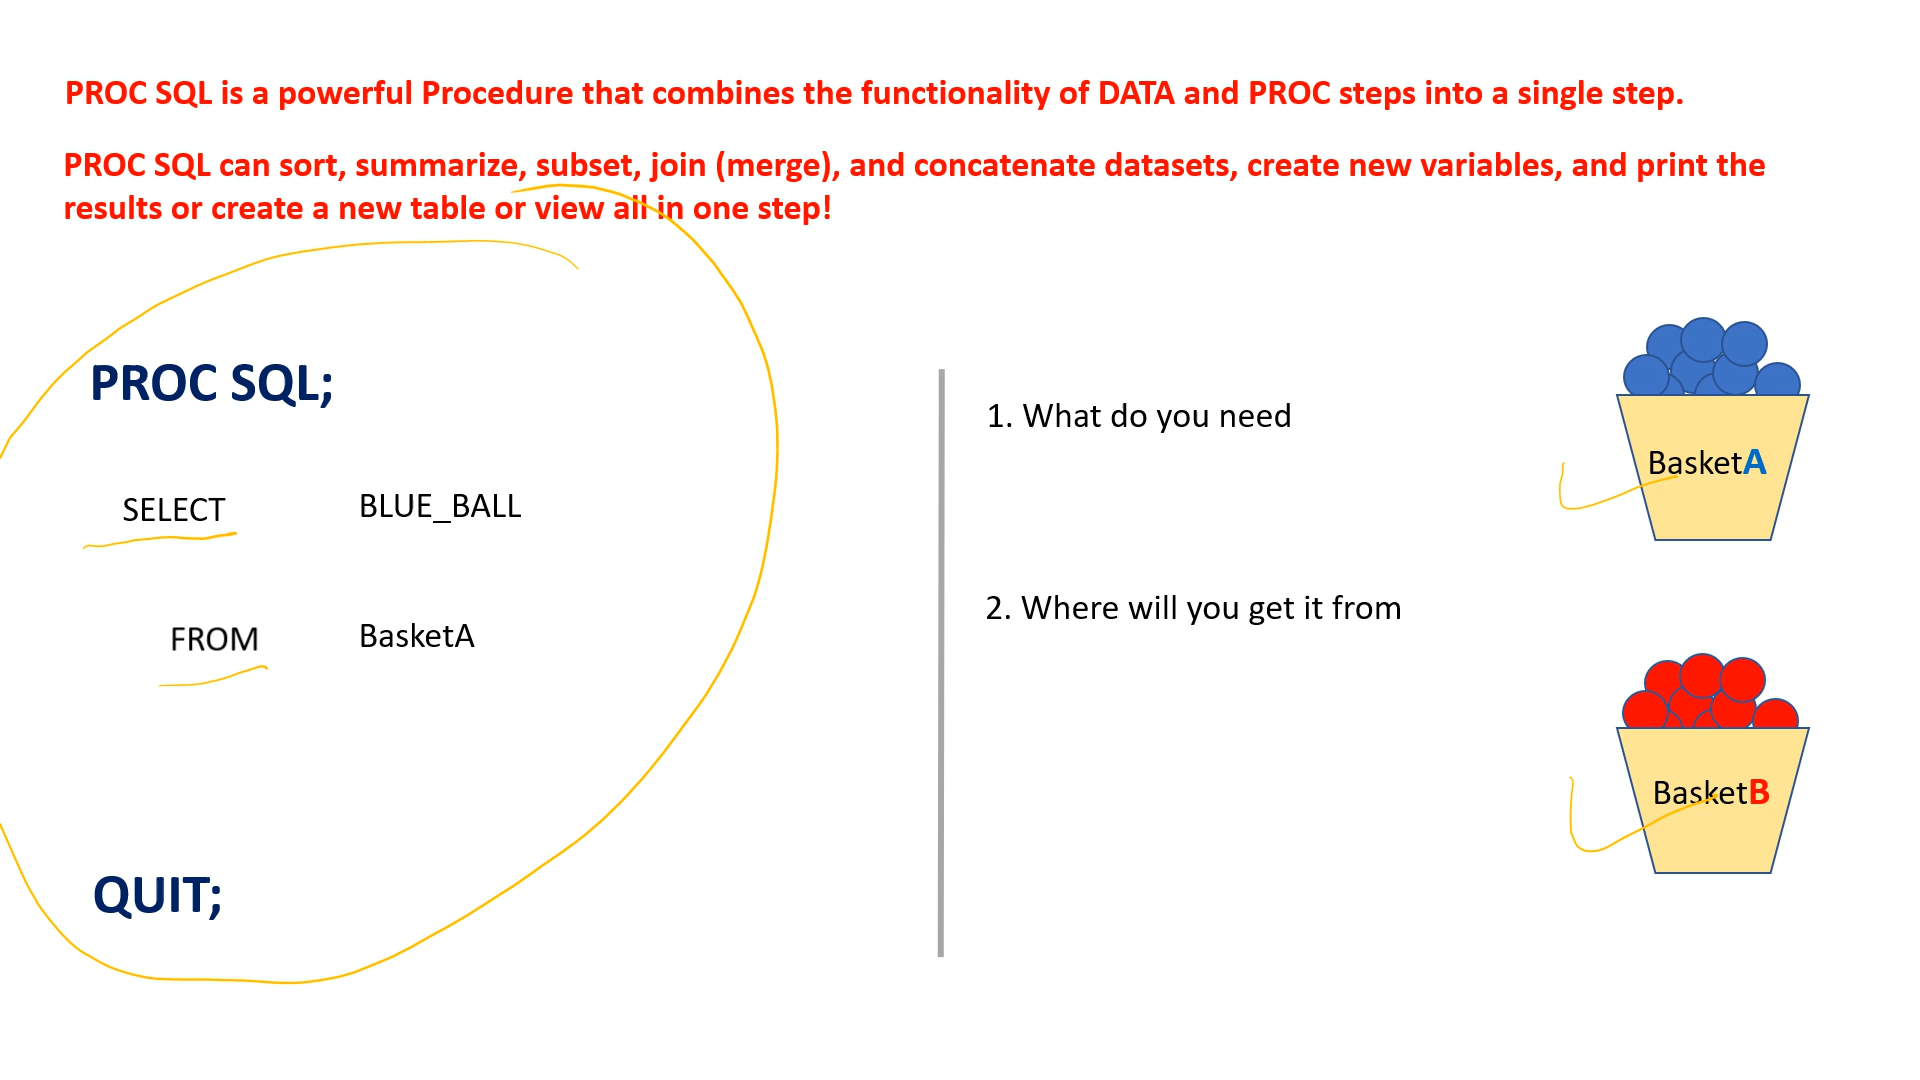 PROC SQL is a powerful Procedure that combines the functionality of DATA and PROC steps into a single step.
PROC SQL can sort, summarize, subset, join (merge), and concatenate datasets, create new variables, and print the
results or create a new table or view all in one step!
PROC SQL;
SELECT BLUE_BALL
FROM BasketA
QUIT;
1. What do you need
2. Where will you get it from
BasketA
BasketB